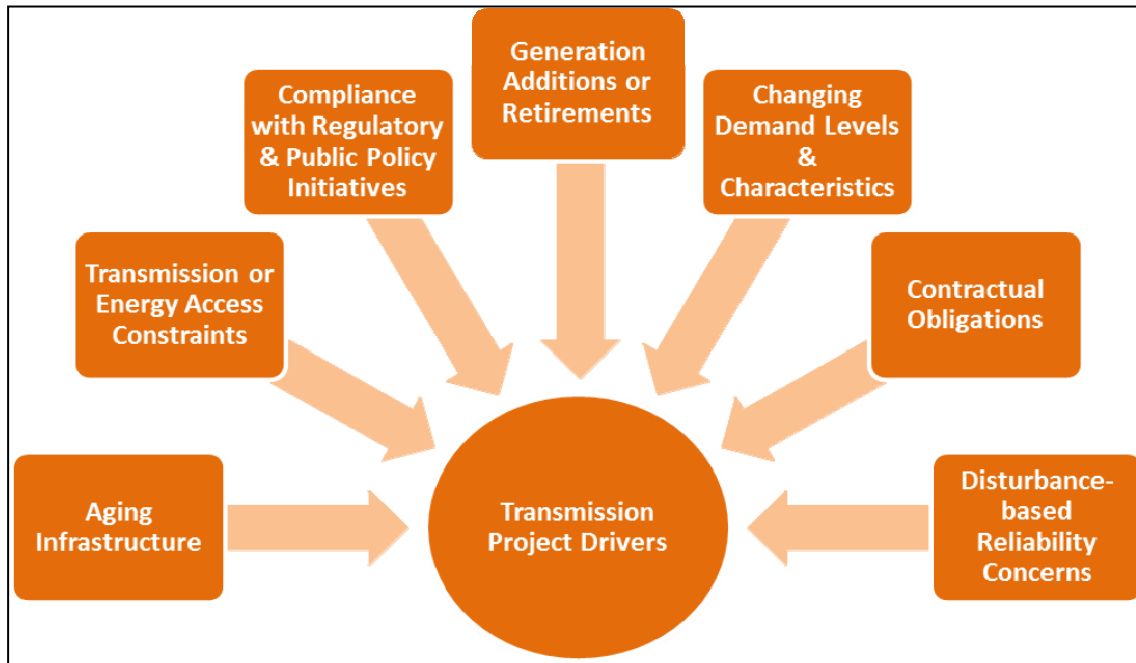 Generation
Additions or
Retirements
Compliance
with Regulatory
& Public Policy
Initiatives
Changing
Demand Levels
&
Characteristics
Transmission or
Energy Access
Constraints
Contractual
Obligations
Aging
Infrastructure
Transmission
Project Drivers
Disturbance-
based
Reliability
Concerns